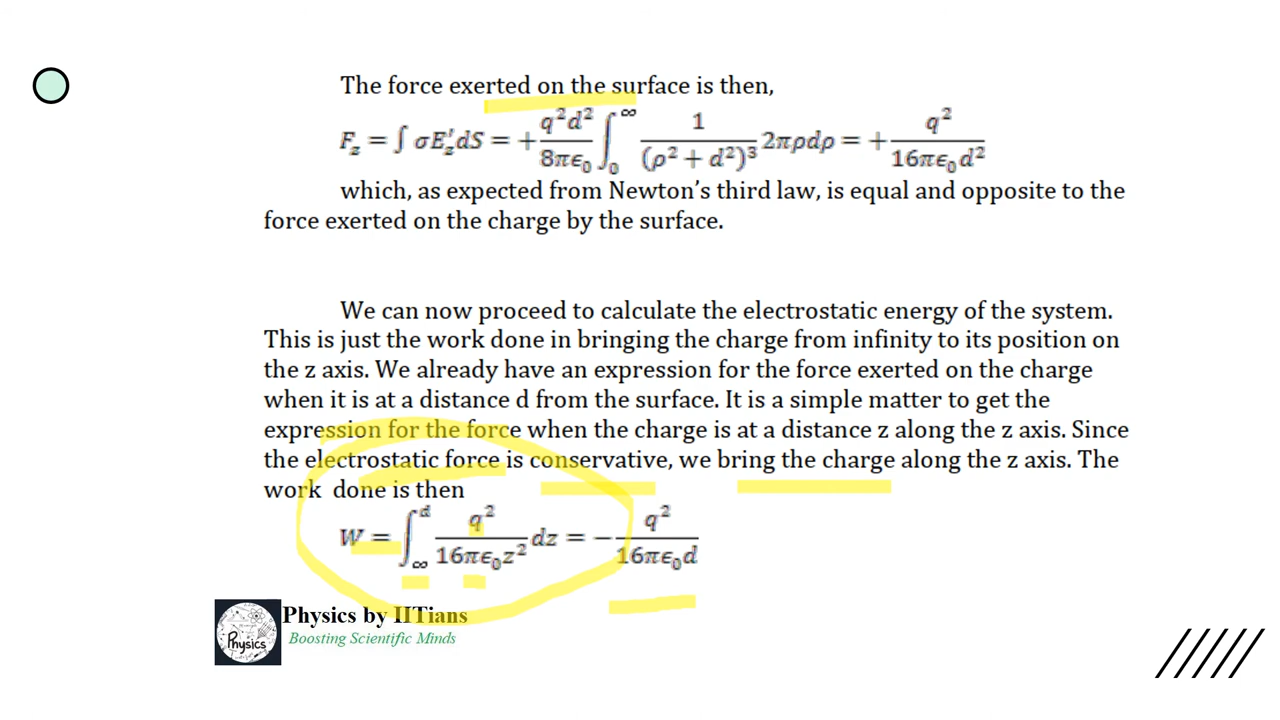 The force exerted on the surface is then,
F_z = ∫ σE′_z dS = + q²d²/8πϵ₀ ∫₀^∞ 1/(ρ² + d²)³ 2πρdρ = + q²/16πϵ₀d²
which, as expected from Newton's third law, is equal and opposite to the
force exerted on the charge by the surface.
We can now proceed to calculate the electrostatic energy of the system.
This is just the work done in bringing the charge from infinity to its position on
the z axis. We already have an expression for the force exerted on the charge
when it is at a distance d from the surface. It is a simple matter to get the
expression for the force when the charge is at a distance z along the z axis. Since
the electrostatic force is conservative, we bring the charge along the z axis. The
work done is then
W = ∫_∞^d q²/16πϵ₀z² dz = − q²/16πϵ₀d
Physics by IITians
Boosting Scientific Minds
Physics